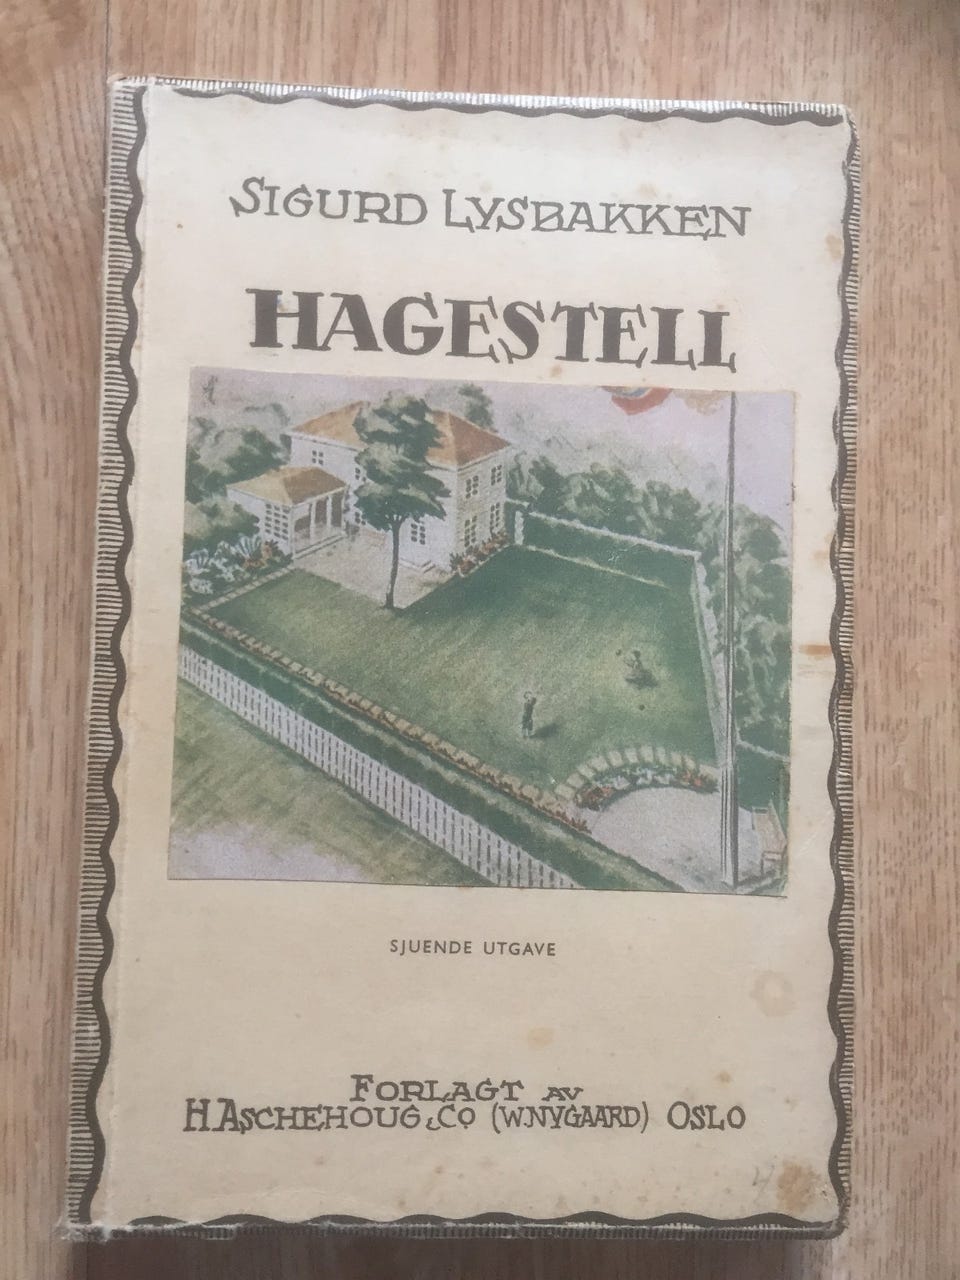 SIGURD LYSBAKKEN
HAGESTELL
SJUENDE UTGAVE
FORLAGT AV
H. ASCHEHOUG & CO (W. NYGAARD) OSLO